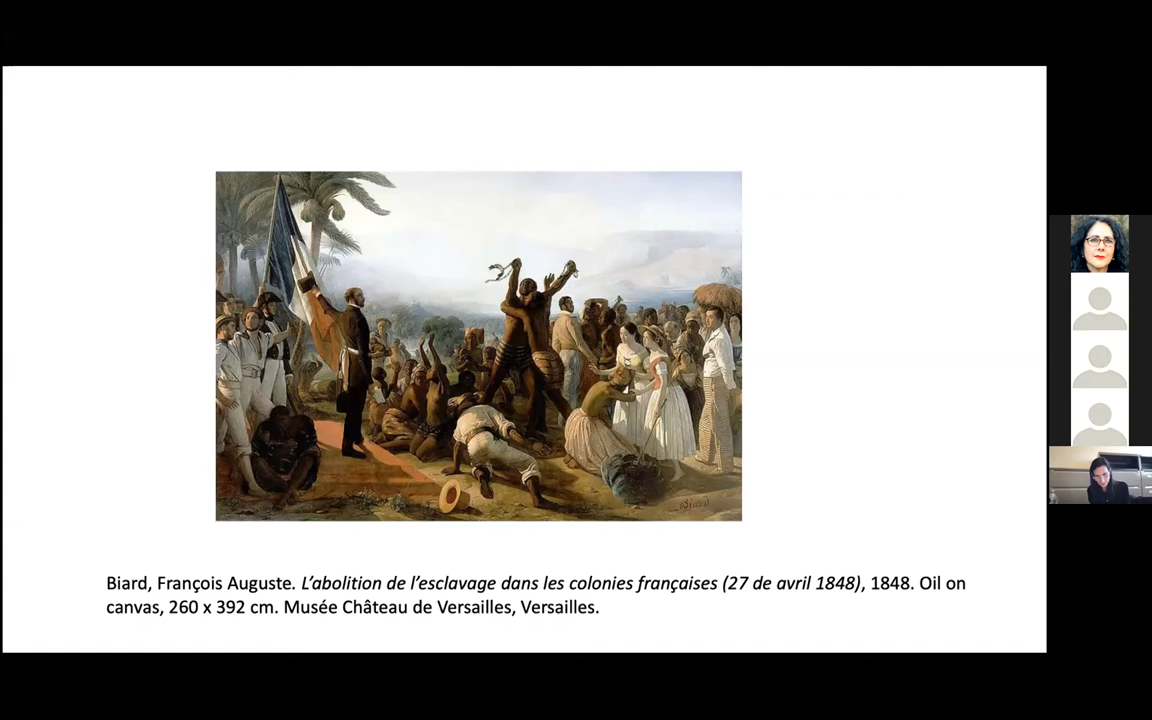 Biard
Biard, François Auguste. L’abolition de l’esclavage dans les colonies françaises (27 de avril 1848), 1848. Oil on
canvas, 260 x 392 cm. Musée Château de Versailles, Versailles.